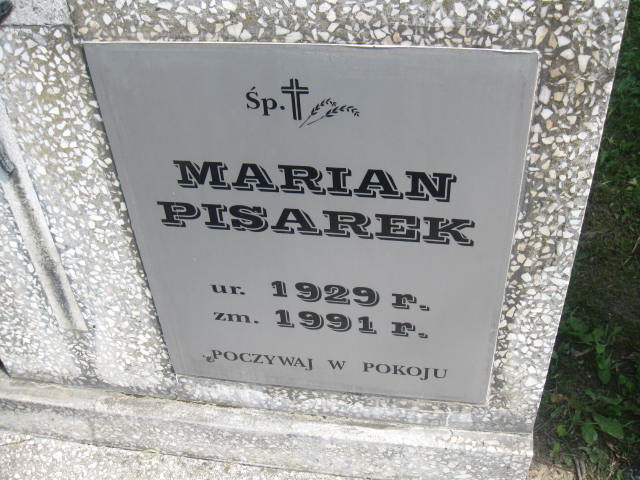 Śp.
MARIAN
PISAREK
ur. 1929 r.
zm. 1991 r.
POCZYWAJ W POKOJU